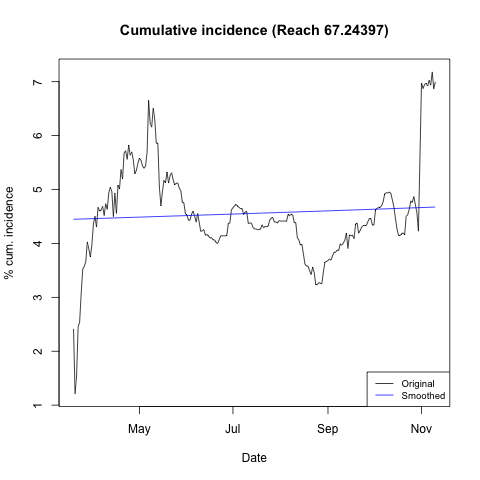 Cumulative incidence (Reach 67.24397)
% cum. incidence
7
6
5
4
3
2
1
May
Jul
Sep
Nov
Date
Original
Smoothed